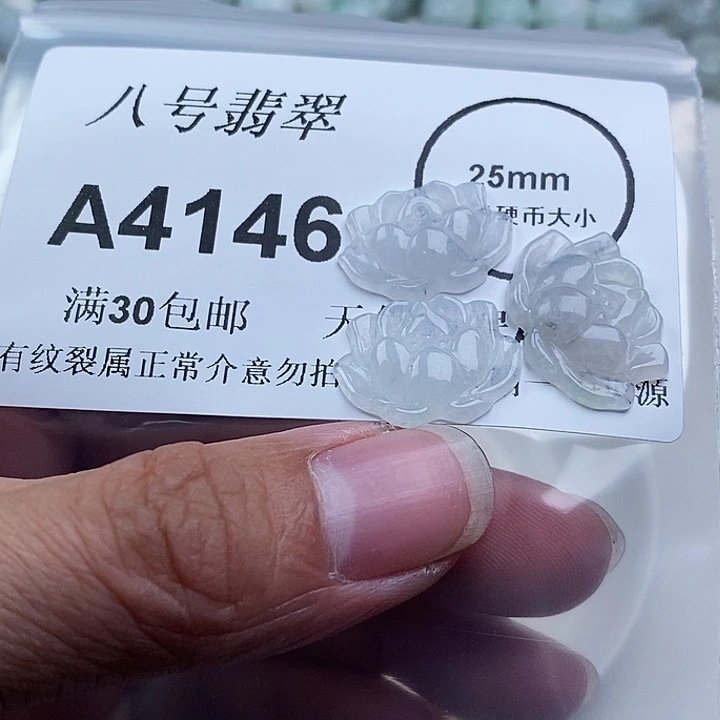 八号翡翠
25mm
硬币大小
A4146
满30包邮
天
有纹裂属正常介意勿拍
源